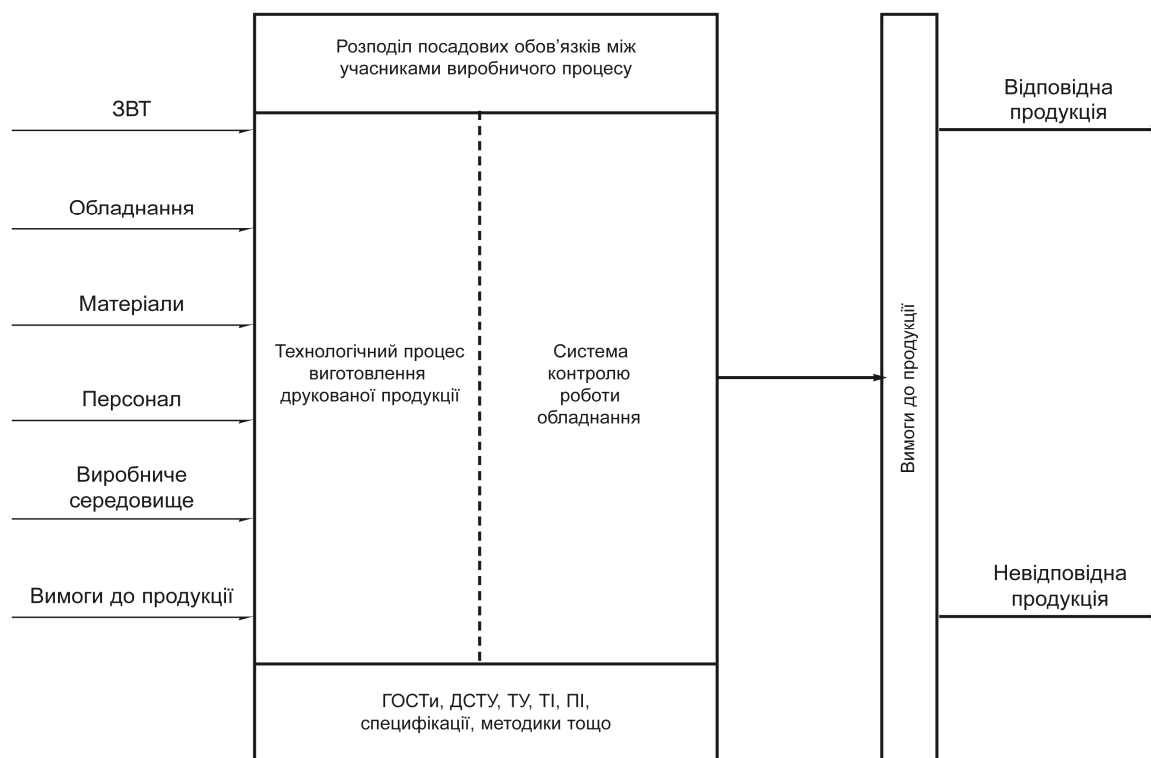 Розподіл посадових обов’язків між
учасниками виробничого процесу
ЗВТ
Обладнання
Матеріали
Персонал
Виробниче
середовище
Вимоги до продукції
Технологічний процес
виготовлення
друкованої продукції
Система
контролю
роботи
обладнання
ГОСТи, ДСТУ, ТУ, ТІ, ПІ,
специфікації, методики тощо
Вимоги до продукції
Відповідна
продукція
Невідповідна
продукція